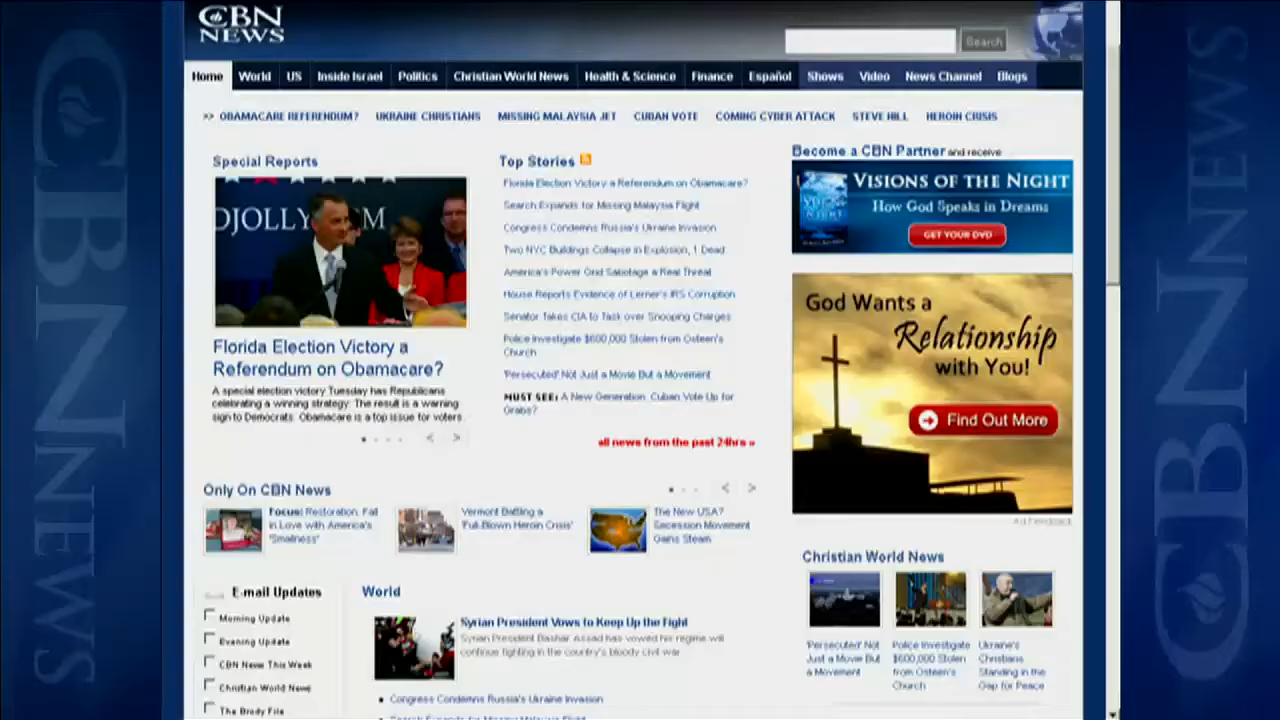 CBN
NEWS
Search
Home World US Inside Israel Politics Christian World News Health & Science Finance Español Shows Video News Channel Blogs
>> OBAMACARE REFERENDUM? UKRAINE CHRISTIANS MISSING MALAYSIA JET CUBAN VOTE COMING CYBER ATTACK STEVE HILL HEROIN CRISIS
Special Reports
DJOLLY M
Florida Election Victory a
Referendum on Obamacare?
A special election victory Tuesday has Republicans
celebrating a winning strategy. The result is a warning
sign to Democrats: Obamacare is a top issue for voters.
Top Stories
Florida Election Victory a Referendum on Obamacare?
Search Expands for Missing Malaysia Flight
Congress Condemns Russia's Ukraine Invasion
Two NYC Buildings Collapse in Explosion, 1 Dead
America's Power Grid Sabotage a Real Threat
House Reports Evidence of Lerner's IRS Corruption
Senator Takes CIA to Task over Snooping Charges
Police Investigate $600,000 Stolen from Osteen's
Church
'Persecuted' Not Just a Movie But a Movement
MUST SEE: A New Generation: Cuban Vote Up for
Grabs?
all news from the past 24hrs »
Become a CBN Partner and receive
VISIONS OF THE NIGHT
How God Speaks in Dreams
GET YOUR DVD
God Wants a
Relationship
with You!
Find Out More
Ad Feedback
Only On CBN News
Focus: Restoration, Fall
in Love with America's
'Smallness'
Vermont Battling a
'Full-Blown Heroin Crisis'
The New USA?
Secession Movement
Gains Steam
E-mail Updates
Morning Update
Evening Update
CBN News This Week
Christian World News
The Brody File
World
Syrian President Vows to Keep Up the Fight
Syrian President Bashar Assad has vowed his regime will
continue fighting in the country's bloody civil war
Congress Condemns Russia's Ukraine Invasion
Search Expands for Missing Malaysia Flight
Christian World News
'Persecuted' Not
Just a Movie But
a Movement
Police Investigate
$600,000 Stolen
from Osteen's
Church
Ukraine's
Christians
Standing in the
Gap for Peace
CBN NEWS
CBN NEWS